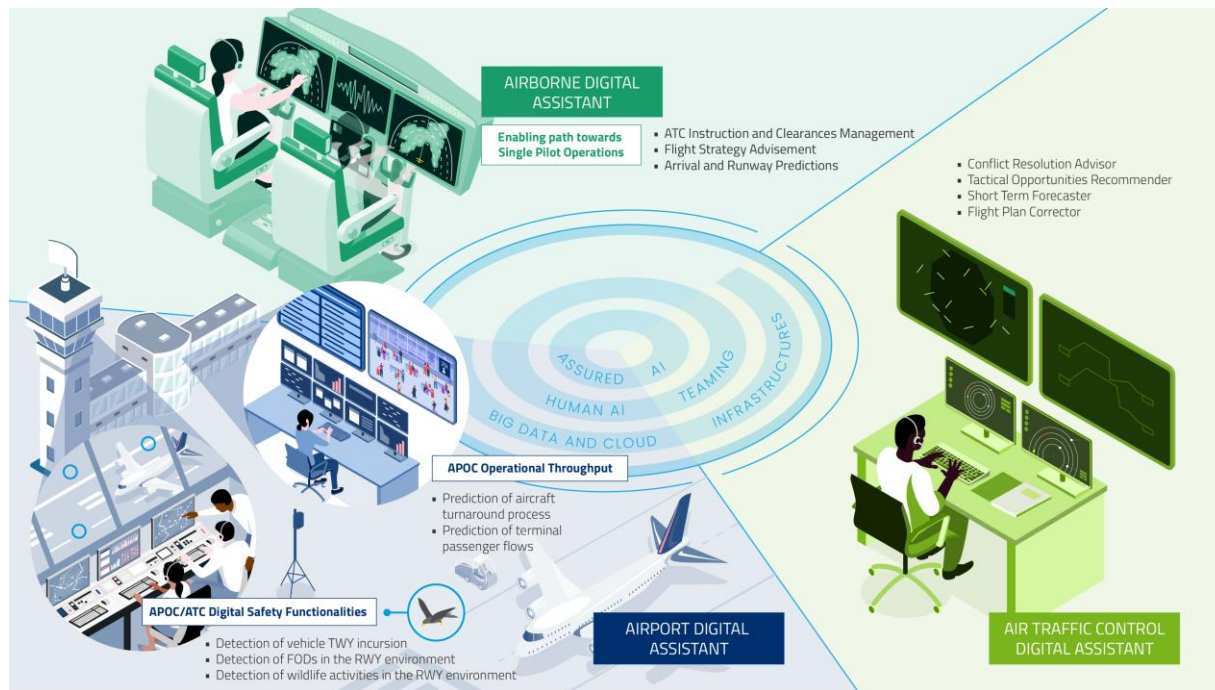 AIRBORNE DIGITAL
ASSISTANT
Enabling path towards
Single Pilot Operations
▪ ATC Instruction and Clearances Management
▪ Flight Strategy Advisement
▪ Arrival and Runway Predictions
▪ Conflict Resolution Advisor
▪ Tactical Opportunities Recommender
▪ Short Term Forecaster
▪ Flight Plan Corrector
ASSURED AI
HUMAN AI TEAMING
BIG DATA AND CLOUD INFRASTRUCTURES
APOC Operational Throughput
▪ Prediction of aircraft
turnaround process
▪ Prediction of terminal
passenger flows
APOC/ATC Digital Safety Functionalities
▪ Detection of vehicle TWY incursion
▪ Detection of FODs in the RWY environment
▪ Detection of wildlife activities in the RWY environment
AIRPORT DIGITAL
ASSISTANT
AIR TRAFFIC CONTROL
DIGITAL ASSISTANT